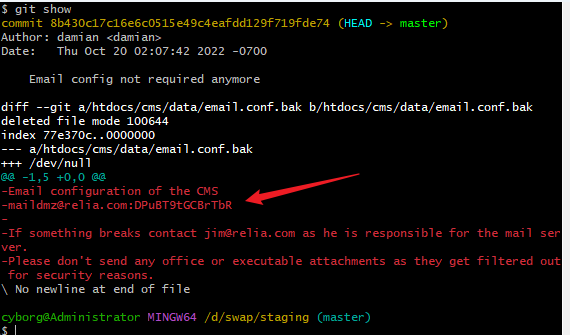 $ git show
commit 8b430c17c16e6c0515e49c4eafdd129f719fde74 (HEAD -> master)
Author: damian <damian>
Date:   Thu Oct 20 02:07:42 2022 -0700
    Email config not required anymore
diff --git a/htdocs/cms/data/email.conf.bak b/htdocs/cms/data/email.conf.bak
deleted file mode 100644
index 77e370c..0000000
--- a/htdocs/cms/data/email.conf.bak
+++ /dev/null
@@ -1,5 +0,0 @@
-Email configuration of the CMS
-maildmz@relia.com:DPuBT9tGCBrTbR
-
-If something breaks contact jim@relia.com as he is responsible for the mail ser
ver.
-Please don't send any office or executable attachments as they get filtered out
 for security reasons.
\ No newline at end of file
cyborg@Administrator MINGW64 /d/swap/staging (master)
$